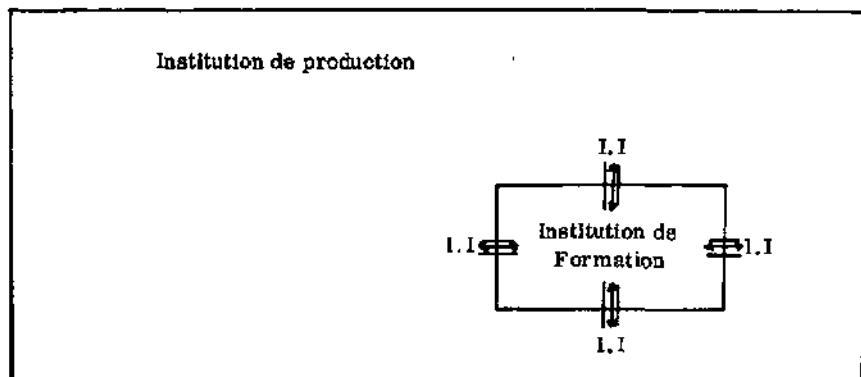 Institution de production
I.I
I.I
Institution de
Formation
I.I
I.I